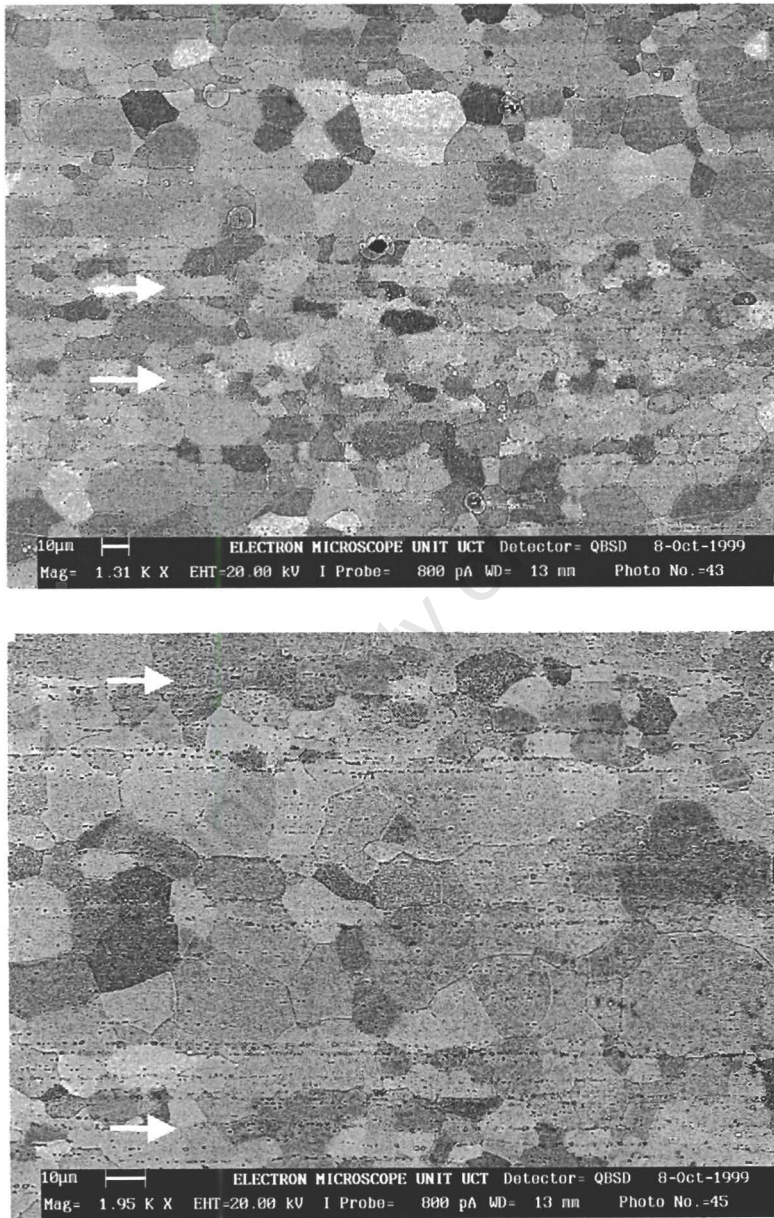 10μm ELECTRON MICROSCOPE UNIT UCT Detector= QBSD 8-Oct-1999
Mag= 1.31 K X EHT=20.00 kV I Probe= 800 pA WD= 13 mm Photo No.=43
10μm ELECTRON MICROSCOPE UNIT UCT Detector= QBSD 8-Oct-1999
Mag= 1.95 K X EHT=20.00 kV I Probe= 800 pA WD= 13 mm Photo No.=45